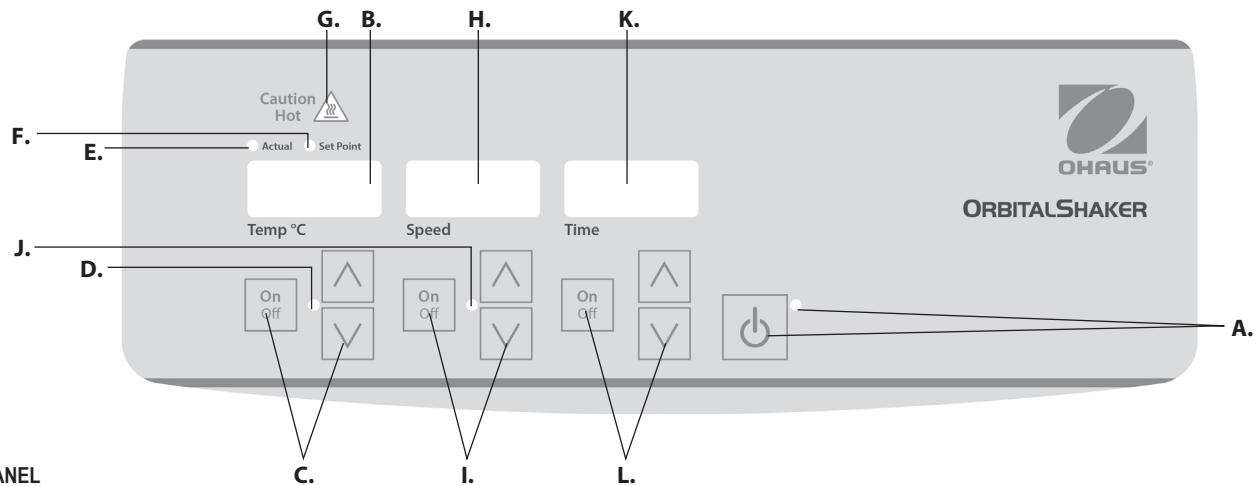 G. B. H. K.
Caution
Hot
F.
E.
Actual Set Point
OHAUS®
ORBITALSHAKER
Temp °C Speed Time
J.
D.
On
Off
On
Off
On
Off
A.
C. I. L.
ANEL